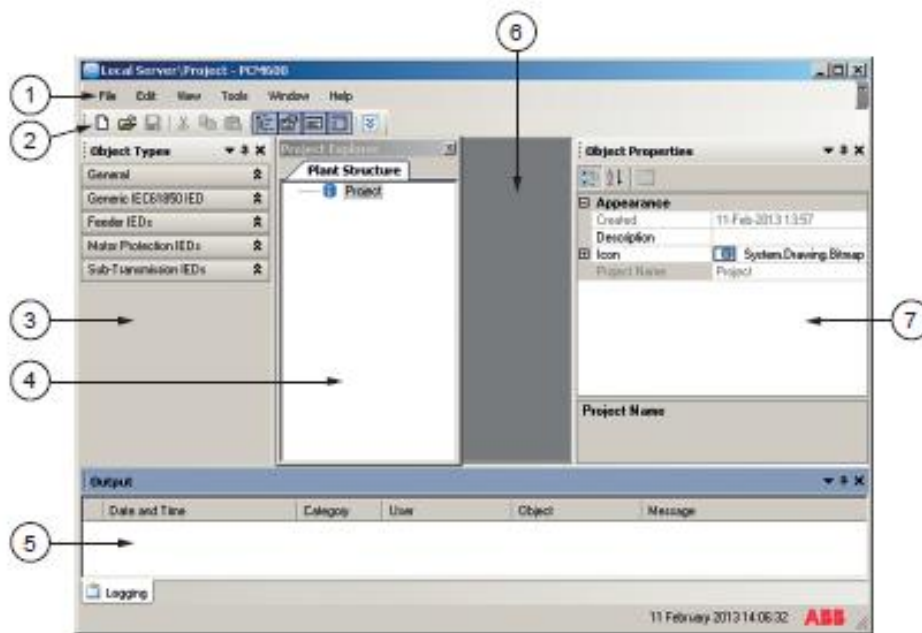 6
Local Server\Project - PCM600
1
File Edit View Tools Window Help
2
Object Types
Project Explorer
Object Properties
General
Plant Structure
Generic IEC61850 IED
Project
Appearance
Feeder IEDs
Created 11-Feb-2013 13:57
Motor Protection IEDs
Description
Icon System.Drawing.Bitmap
Sub-Transmission IEDs
Project Name Project
3
7
4
Project Name
Output
Date and Time Category User Object Message
5
Logging
11 February 2013 14:06:32 ABB